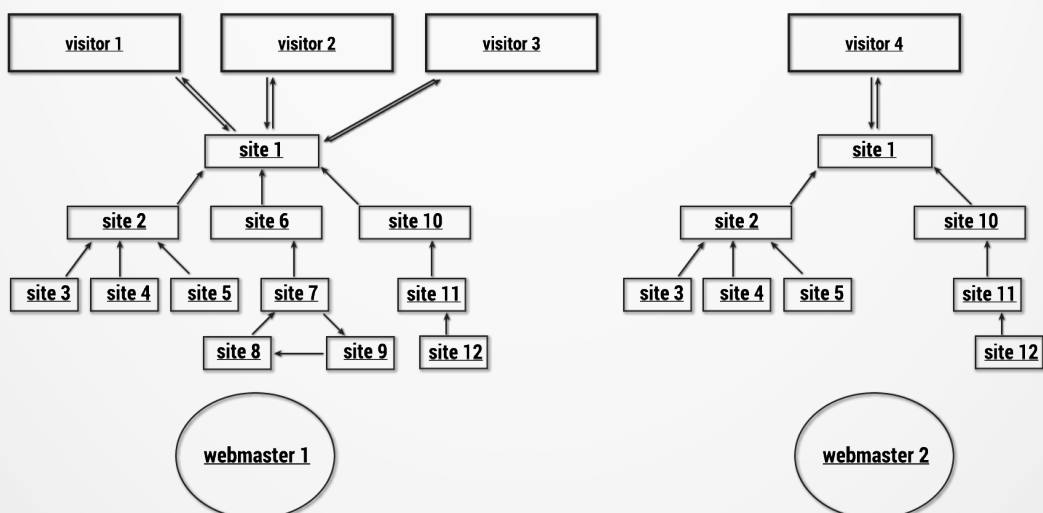 visitor 1
visitor 2
visitor 3
visitor 4
site 1
site 1
site 2
site 6
site 10
site 2
site 10
site 3
site 4
site 5
site 7
site 11
site 3
site 4
site 5
site 11
site 8
site 9
site 12
site 12
webmaster 1
webmaster 2